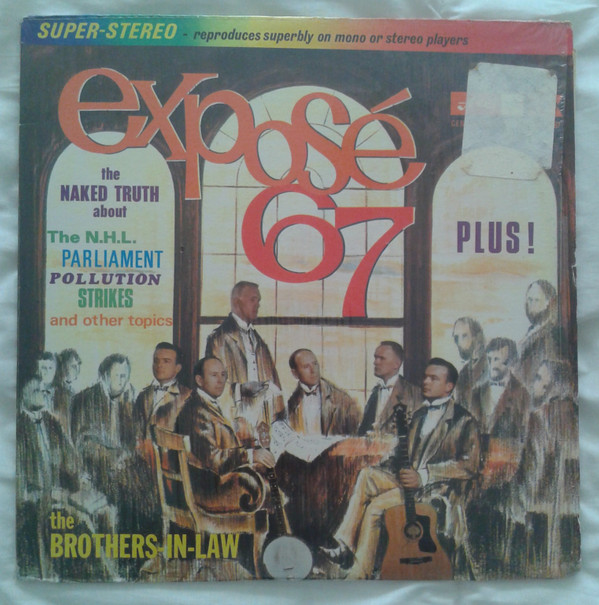 SUPER-STEREO - reproduces superbly on mono or stereo players
exposé
67
the
NAKED TRUTH
about
The N.H.L.
PARLIAMENT
POLLUTION
STRIKES
and other topics
PLUS!
the
BROTHERS-IN-LAW